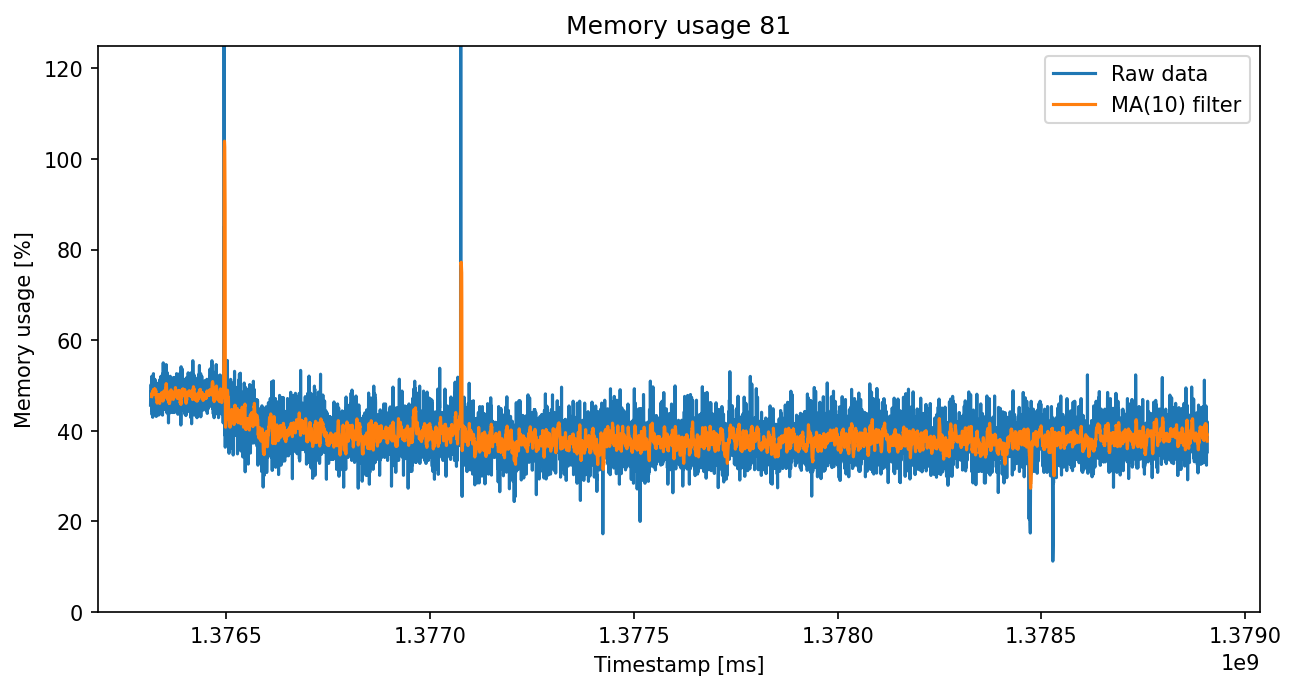 Memory usage 81
Raw data
MA(10) filter
Memory usage [%]
120
100
80
60
40
20
0
1.3765 1.3770 1.3775 1.3780 1.3785 1.3790
1e9
Timestamp [ms]